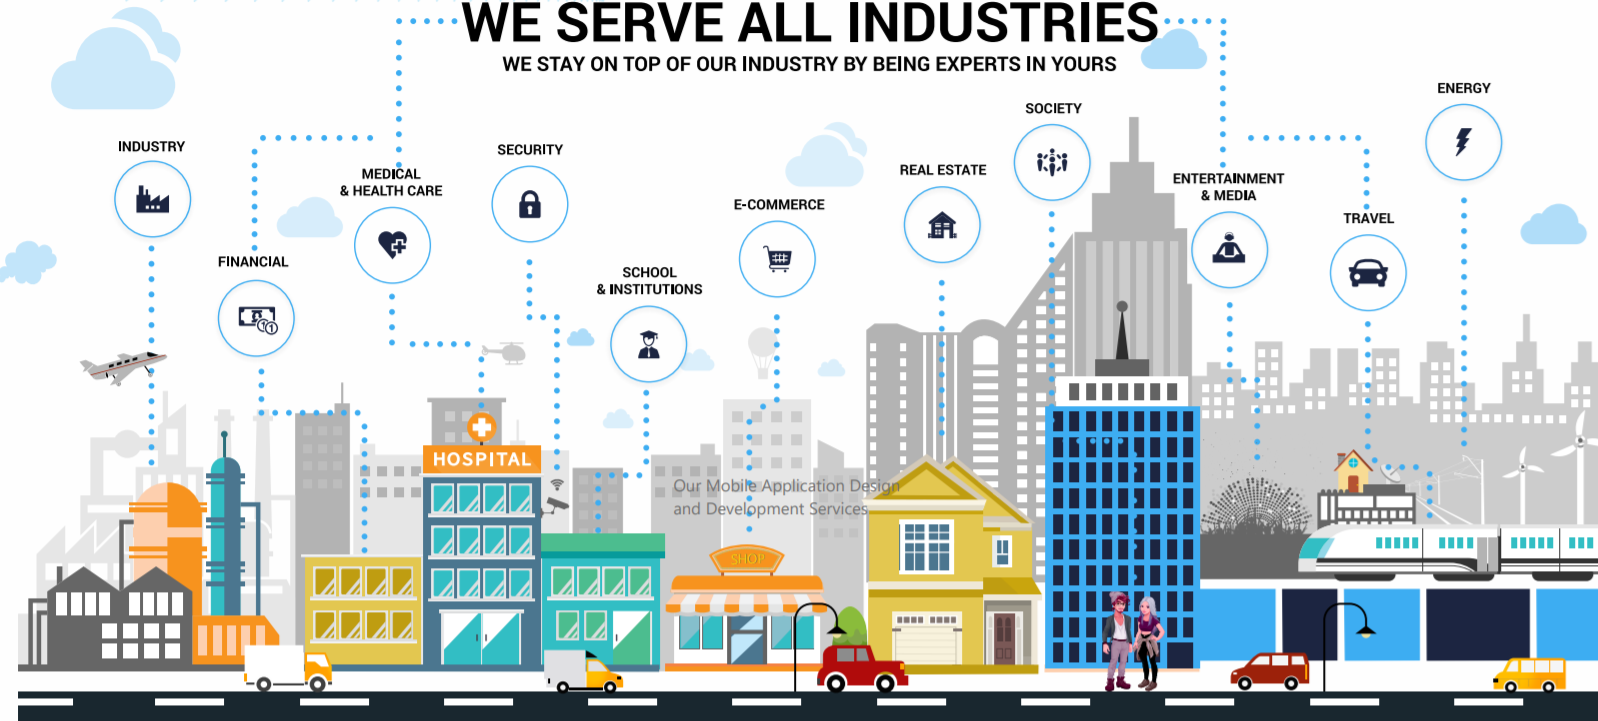 WE SERVE ALL INDUSTRIES
WE STAY ON TOP OF OUR INDUSTRY BY BEING EXPERTS IN YOURS
INDUSTRY
FINANCIAL
MEDICAL
& HEALTH CARE
SECURITY
SCHOOL
& INSTITUTIONS
E-COMMERCE
REAL ESTATE
SOCIETY
ENTERTAINMENT
& MEDIA
TRAVEL
ENERGY
HOSPITAL
Our Mobile Application Design
and Development Services
SHOP